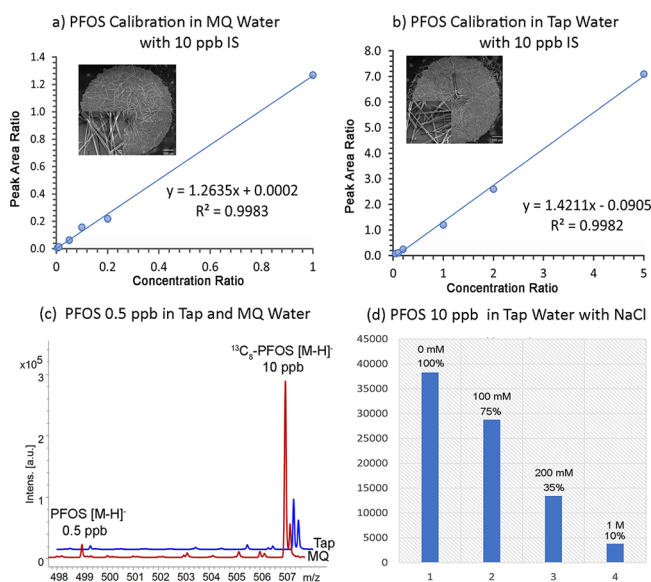 a) PFOS Calibration in MQ Water
with 10 ppb IS
1.4
1.2
1.0
0.8
0.6
0.4
0.2
0.0
Peak Area Ratio
y = 1.2635x + 0.0002
R² = 0.9983
0 0.2 0.4 0.6 0.8 1
Concentration Ratio
b) PFOS Calibration in Tap Water
with 10 ppb IS
8.0
7.0
6.0
5.0
4.0
3.0
2.0
1.0
0.0
Peak Area Ratio
y = 1.4211x - 0.0905
R² = 0.9982
0 1 2 3 4 5
Concentration Ratio
(c) PFOS 0.5 ppb in Tap and MQ Water
x10⁵
3
2
1
0
Intens. [a.u.]
¹³C₈-PFOS [M-H]⁻
10 ppb
PFOS [M-H]⁻
0.5 ppb
Tap
MQ
498 499 500 501 502 503 504 505 506 507 m/z
(d) PFOS 10 ppb in Tap Water with NaCl
45000
40000
35000
30000
25000
20000
15000
10000
5000
0
0 mM
100%
100 mM
75%
200 mM
35%
1 M
10%
1 2 3 4